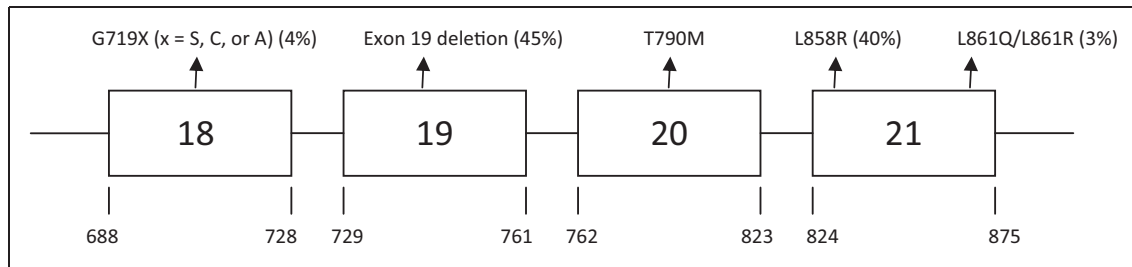 G719X (x = S, C, or A) (4%) Exon 19 deletion (45%) T790M L858R (40%) L861Q/L861R (3%)
18 19 20 21
688 728 729 761 762 823 824 875